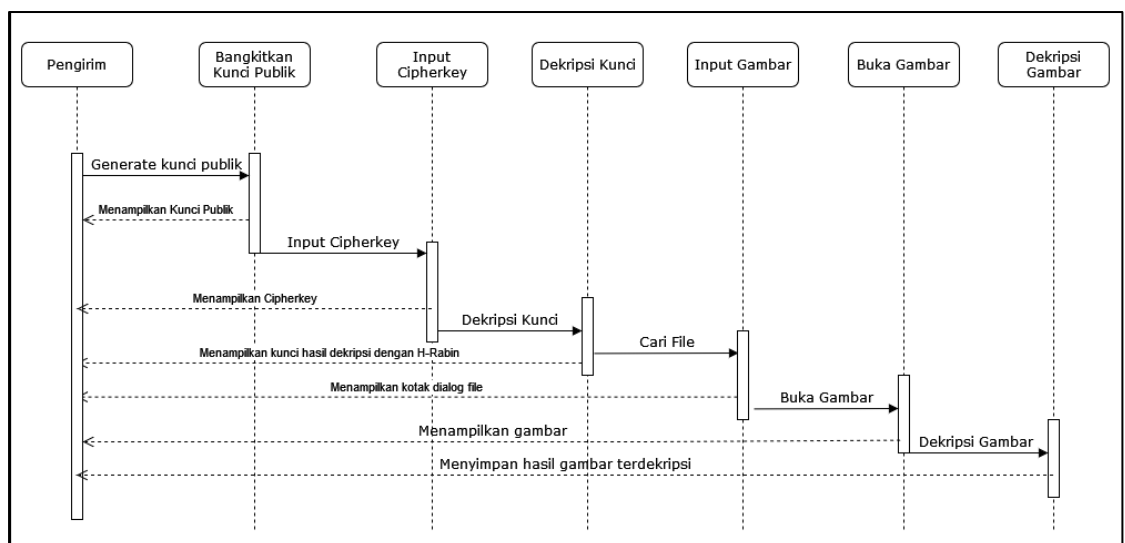 Pengirim
Bangkitkan
Kunci Publik
Input
Cipherkey
Dekripsi Kunci
Input Gambar
Buka Gambar
Dekripsi
Gambar
Generate kunci publik
Menampilkan Kunci Publik
Input Cipherkey
Menampilkan Cipherkey
Dekripsi Kunci
Cari File
Menampilkan kunci hasil dekripsi dengan H-Rabin
Menampilkan kotak dialog file
Buka Gambar
Menampilkan gambar
Dekripsi Gambar
Menyimpan hasil gambar terdekripsi